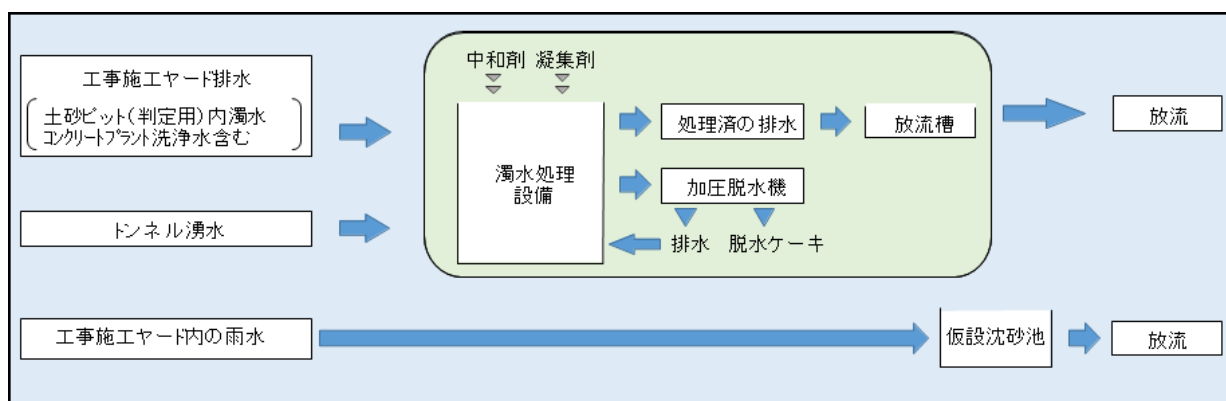 工事施工ヤード排水
土砂ピット(判定用)内濁水
コンクリートプラント洗浄水含む
トンネル湧水
中和剤 凝集剤
濁水処理
設備
処理済の排水
放流槽
放流
加圧脱水機
排水 脱水ケーキ
工事施工ヤード内の雨水
仮設沈砂池
放流